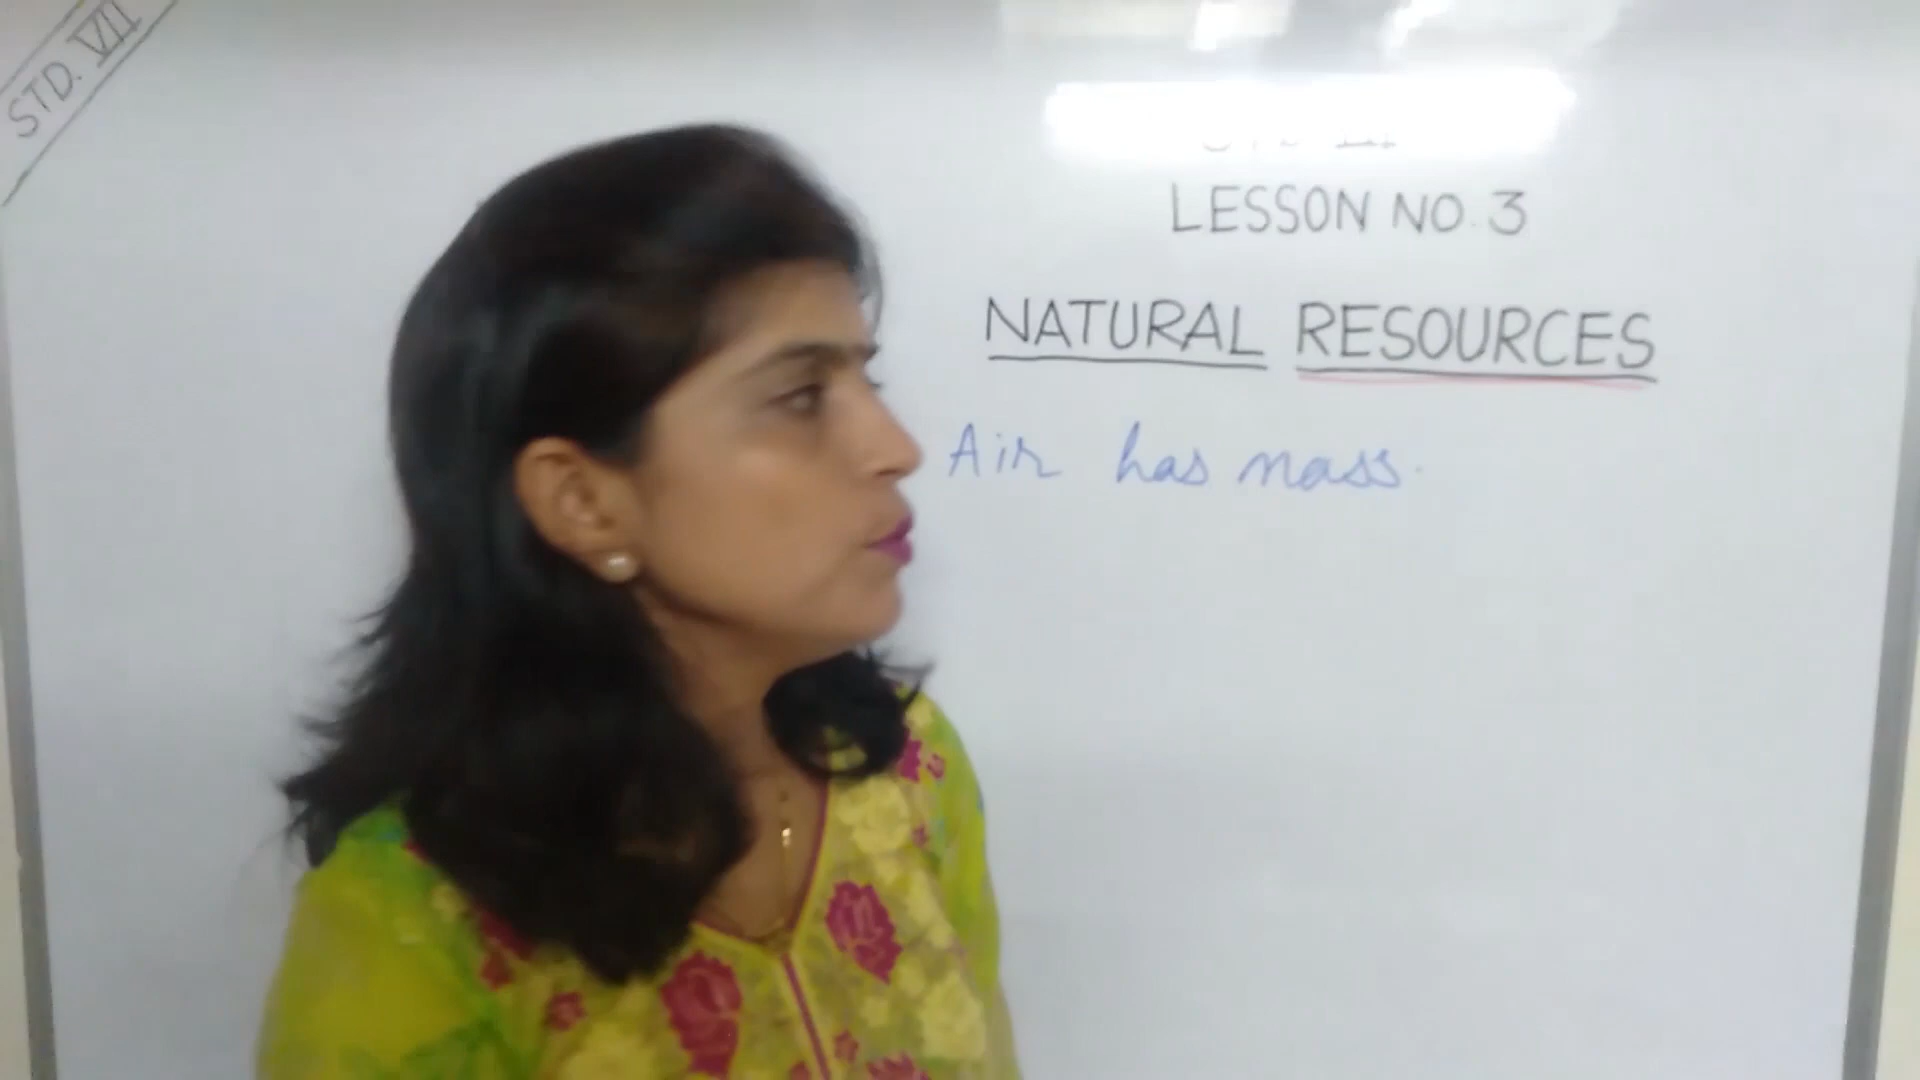 STD. VII
LESSON NO. 3
NATURAL RESOURCES
Air has mass.